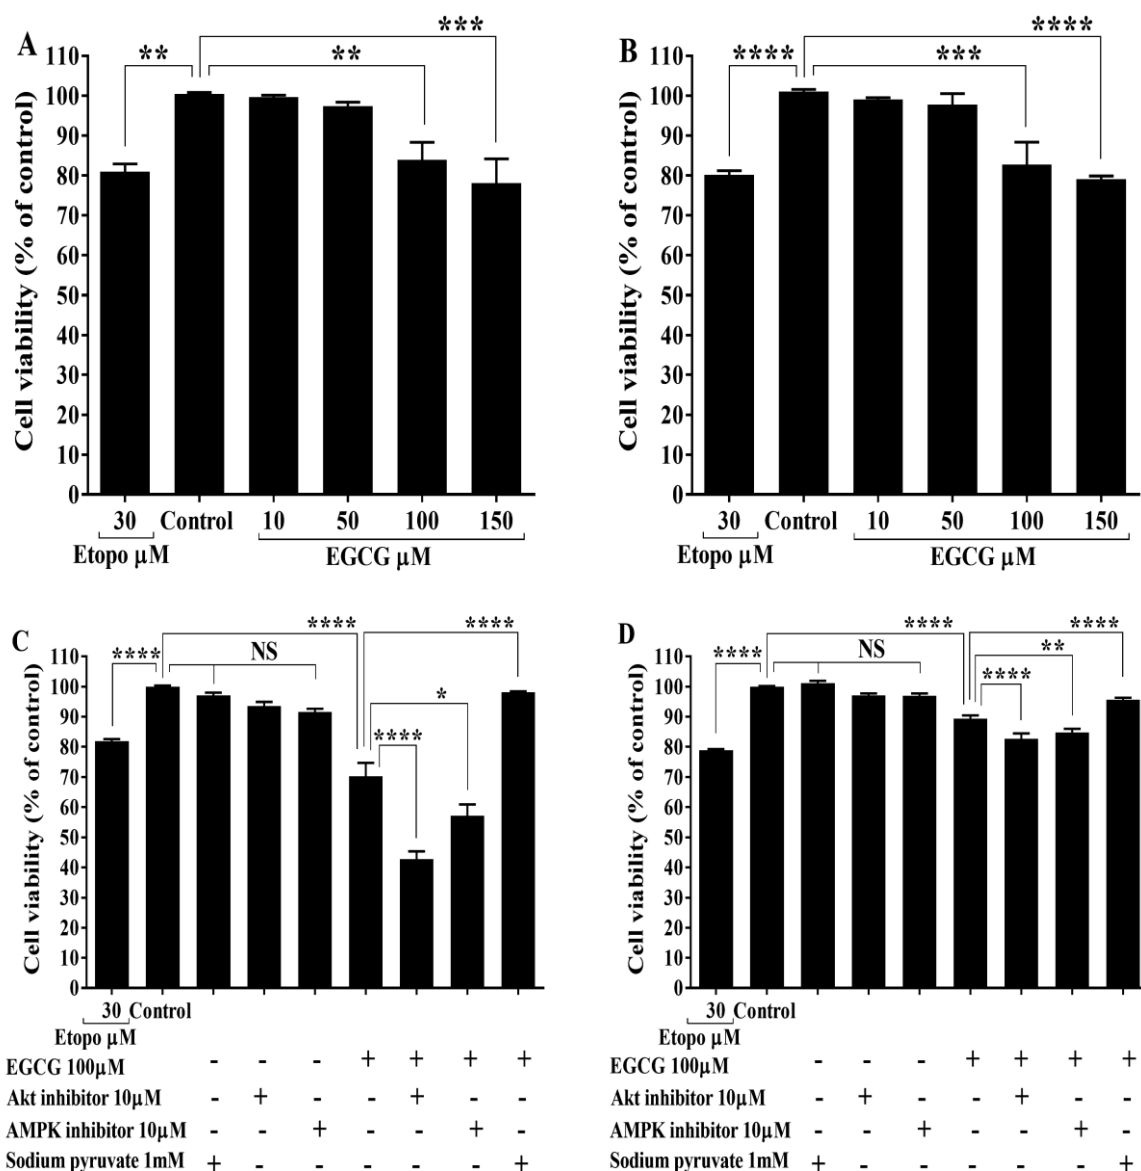 A
Cell viability (% of control)
110
100
90
80
70
60
50
40
30
20
10
0
** ** ***
30 Control 10 50 100 150
Etopo μM EGCG μM
B
Cell viability (% of control)
110
100
90
80
70
60
50
40
30
20
10
0
**** *** ****
30 Control 10 50 100 150
Etopo μM EGCG μM
C
Cell viability (% of control)
110
100
90
80
70
60
50
40
30
20
10
0
**** ****
**** NS
*
****
30 Control
Etopo μM
EGCG 100μM - - - + + + +
Akt inhibitor 10μM - + - - + - -
AMPK inhibitor 10μM - - + - - + -
Sodium pyruvate 1mM + - - - - - +
D
Cell viability (% of control)
110
100
90
80
70
60
50
40
30
20
10
0
**** ****
**** NS **
****
30 Control
Etopo μM
EGCG 100μM - - - + + + +
Akt inhibitor 10μM - + - - + - -
AMPK inhibitor 10μM - - + - - + -
Sodium pyruvate 1mM + - - - - - +